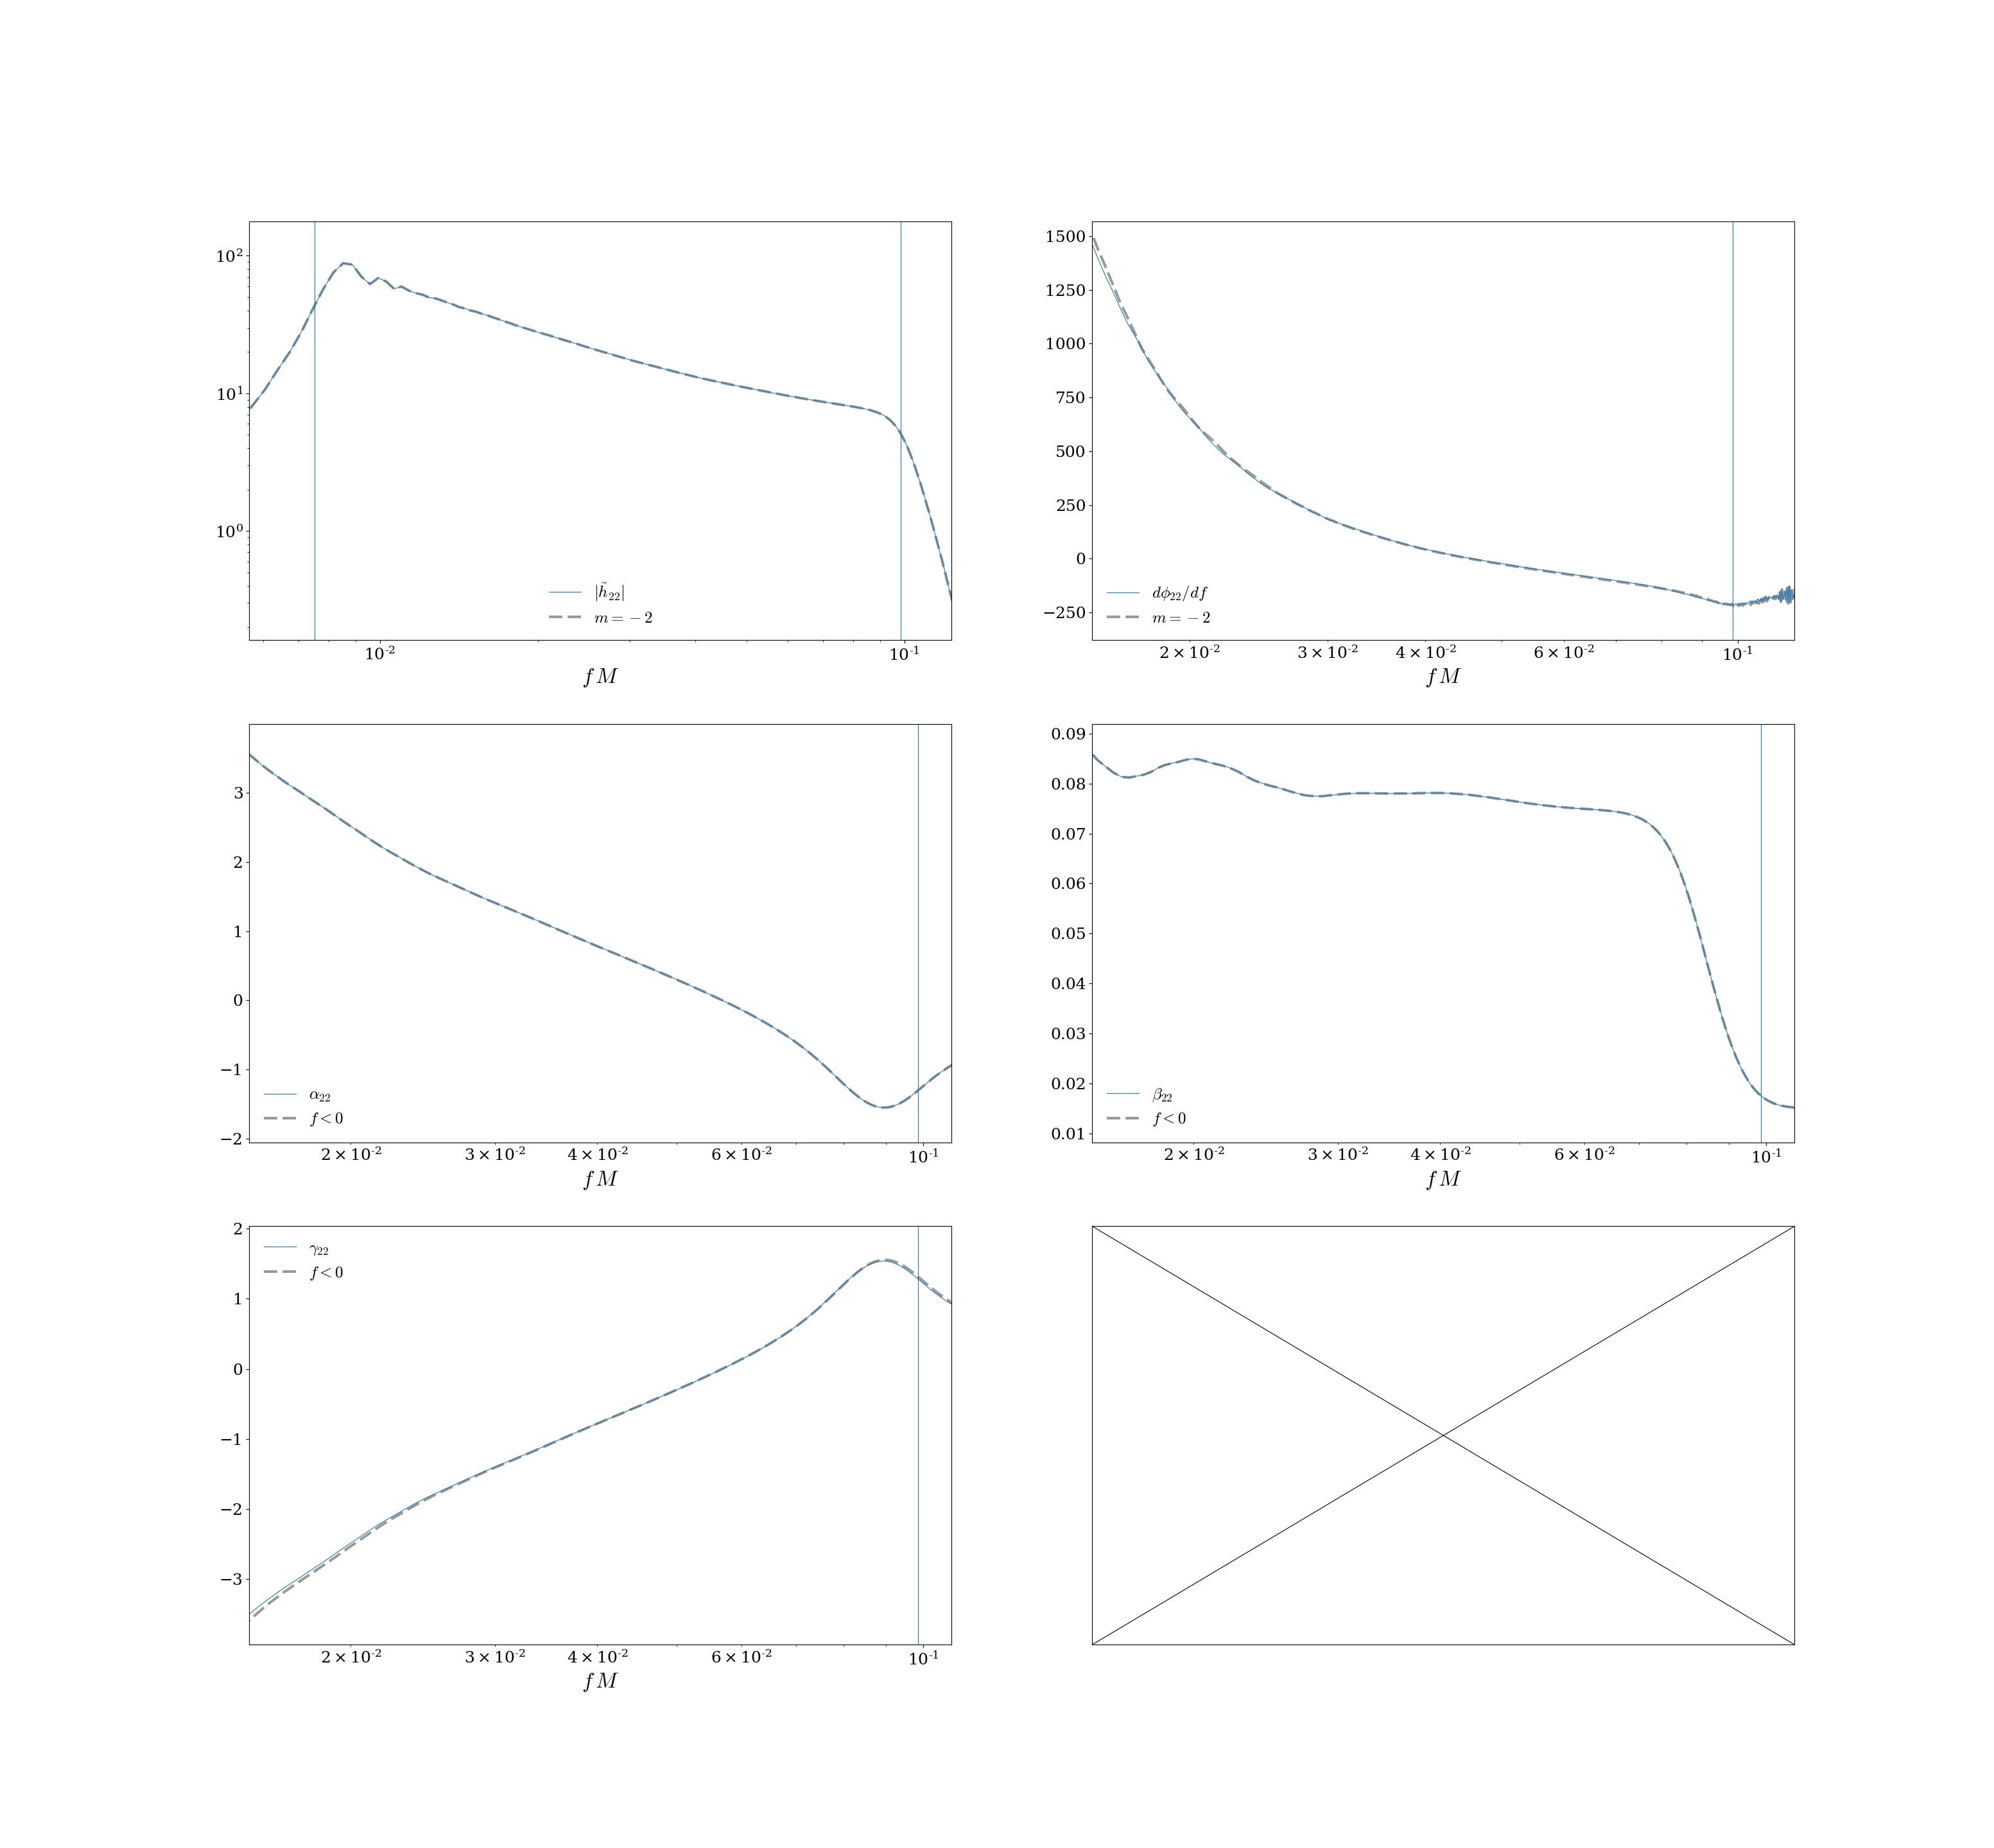 10²
10¹
10⁰
|h̃₂₂|
m = −2
10⁻² 10⁻¹
fM
1500
1250
1000
750
500
250
0
−250
dϕ₂₂/df
m = −2
2 × 10⁻² 3 × 10⁻² 4 × 10⁻² 6 × 10⁻² 10⁻¹
fM
3
2
1
0
−1
−2
α₂₂
f < 0
2 × 10⁻² 3 × 10⁻² 4 × 10⁻² 6 × 10⁻² 10⁻¹
fM
0.09
0.08
0.07
0.06
0.05
0.04
0.03
0.02
0.01
β₂₂
f < 0
2 × 10⁻² 3 × 10⁻² 4 × 10⁻² 6 × 10⁻² 10⁻¹
fM
2
1
0
−1
−2
−3
γ₂₂
f < 0
2 × 10⁻² 3 × 10⁻² 4 × 10⁻² 6 × 10⁻² 10⁻¹
fM